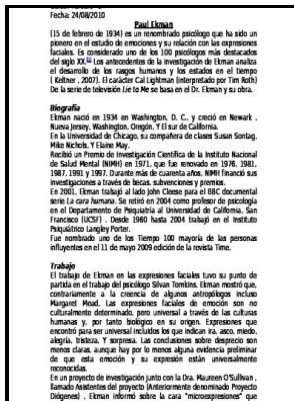 Fecha: 24/08/2010
Paul Ekman
(15 de febrero de 1934) es un renombrado psicólogo que ha sido un
pionero en el estudio de emociones y su relación con las expresiones
faciales. Es considerado uno de los 100 psicólogos más destacados
del siglo XX. Los antecedentes de la investigación de Ekman analiza
el desarrollo de los rasgos humanos y los estados en el tiempo
( Keltner , 2007). El carácter Cal Lightman (interpretado por Tim Roth)
De la serie de televisión Lie to Me se basa en el Dr. Ekman y su obra.
Biografía
Ekman nació en 1934 en Washington, D. C., y creció en Newark ,
Nueva Jersey, Washington, Oregón, Y El sur of California.
En la Universidad de Chicago, su compañera de clases Susan Sontag,
Mike Nichols, Y Elaine May.
Recibió un Premio de Investigación Científica de la Instituto Nacional
de Salud Mental (NIMH) en 1971, que fue renovado en 1976, 1981,
1987, 1991 y 1997. Durante más de cuarenta años, NIMH financió sus
investigaciones a través de becas, subvenciones y premios.
En 2001, Ekman trabajó al lado John Cleese para el BBC documental
serie La cara humana. Se retiró en 2004 como profesor de psicología
en el Departamento de Psiquiatría al Universidad de California, San
Francisco (UCSF) . Desde 1960 hasta 2004 trabajó en el Instituto
Psiquiátrico Langley Porter.
Fue nombrado uno de los Tiempo 100 mayoría de las personas
influyentes en el 11 de mayo 2009 edición de la revista Time.
Trabajo
El trabajo de Ekman en las expresiones faciales tuvo su punto de
partida en el trabajo del psicólogo Silvan Tomkins. Ekman mostró que,
contrariamente a la creencia de algunos antropólogos incluso
Margaret Mead, Las expresiones faciales de emoción son no
culturalmente determinado, pero universal a través de las culturas
humanas y, por tanto biológico en su origen. Expresiones que
encontró para ser universal incluidos los que indican ira, asco, miedo,
alegría, tristeza, Y sorpresa. Las conclusiones sobre desprecio son
menos claras, aunque hay por lo menos alguna evidencia preliminar
de que esta emoción y su expresión están universalmente
reconocidas.
En un proyecto de investigación junto con la Dra. Maureen O'Sullivan ,
llamado Asistentes del proyecto (Anteriormente denominado Proyecto
Diógenes) , Ekman informó sobre la cara "microexpresiones" que